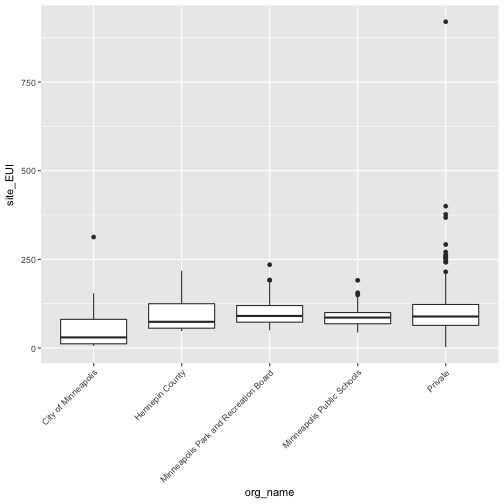 site_EUI
750
500
250
0
City of Minneapolis
Hennepin County
Minneapolis Park and Recreation Board
Minneapolis Public Schools
Private
org_name